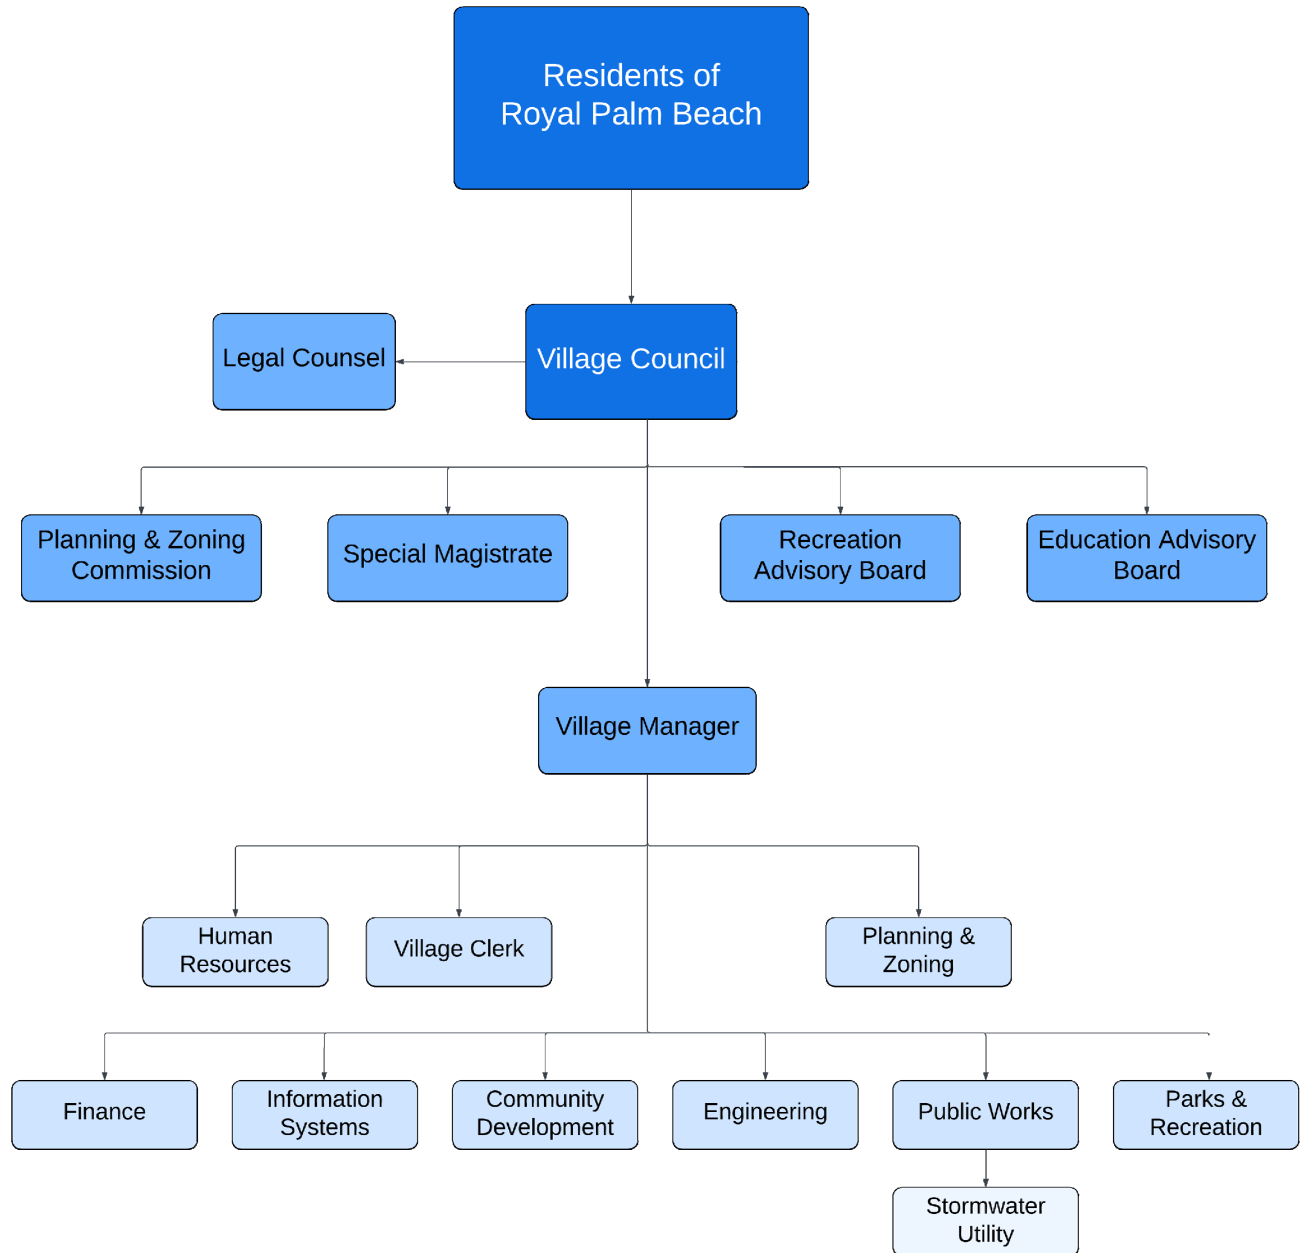 Residents of
Royal Palm Beach
Legal Counsel
Village Council
Planning & Zoning
Commission
Special Magistrate
Recreation
Advisory Board
Education Advisory
Board
Village Manager
Human
Resources
Village Clerk
Planning &
Zoning
Finance
Information
Systems
Community
Development
Engineering
Public Works
Parks &
Recreation
Stormwater
Utility